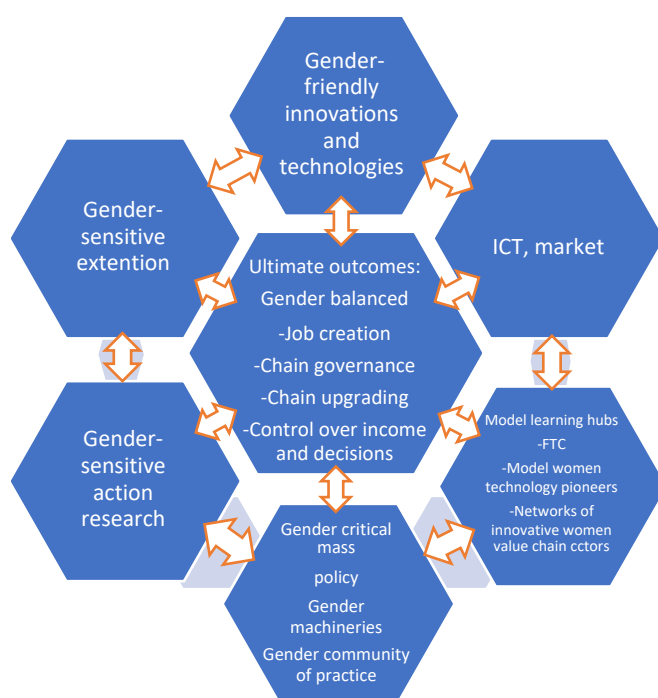 Gender-
friendly
innovations
and
technologies
Gender-
sensitive
extention
ICT, market
Ultimate outcomes:
Gender balanced
-Job creation
-Chain governance
-Chain upgrading
-Control over income
and decisions
Gender-
sensitive
action
research
Model learning hubs
-FTC
-Model women
technology pioneers
-Networks of
innovative women
value chain cctors
Gender critical
mass
policy
Gender
machineries
Gender community
of practice